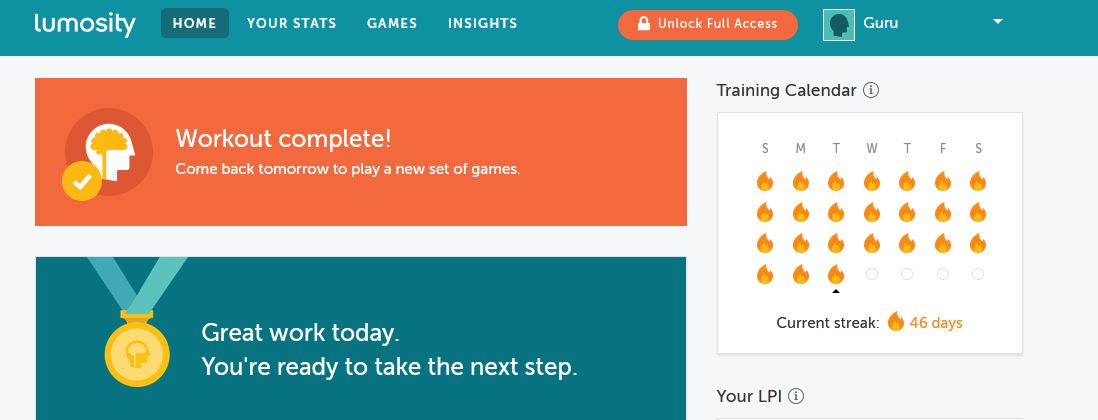 lumosity
HOME
YOUR STATS
GAMES
INSIGHTS
Unlock Full Access
Guru
Workout complete!
Come back tomorrow to play a new set of games.
Great work today.
You're ready to take the next step.
Training Calendar
S M T W T F S
Current streak: 46 days
Your LPI